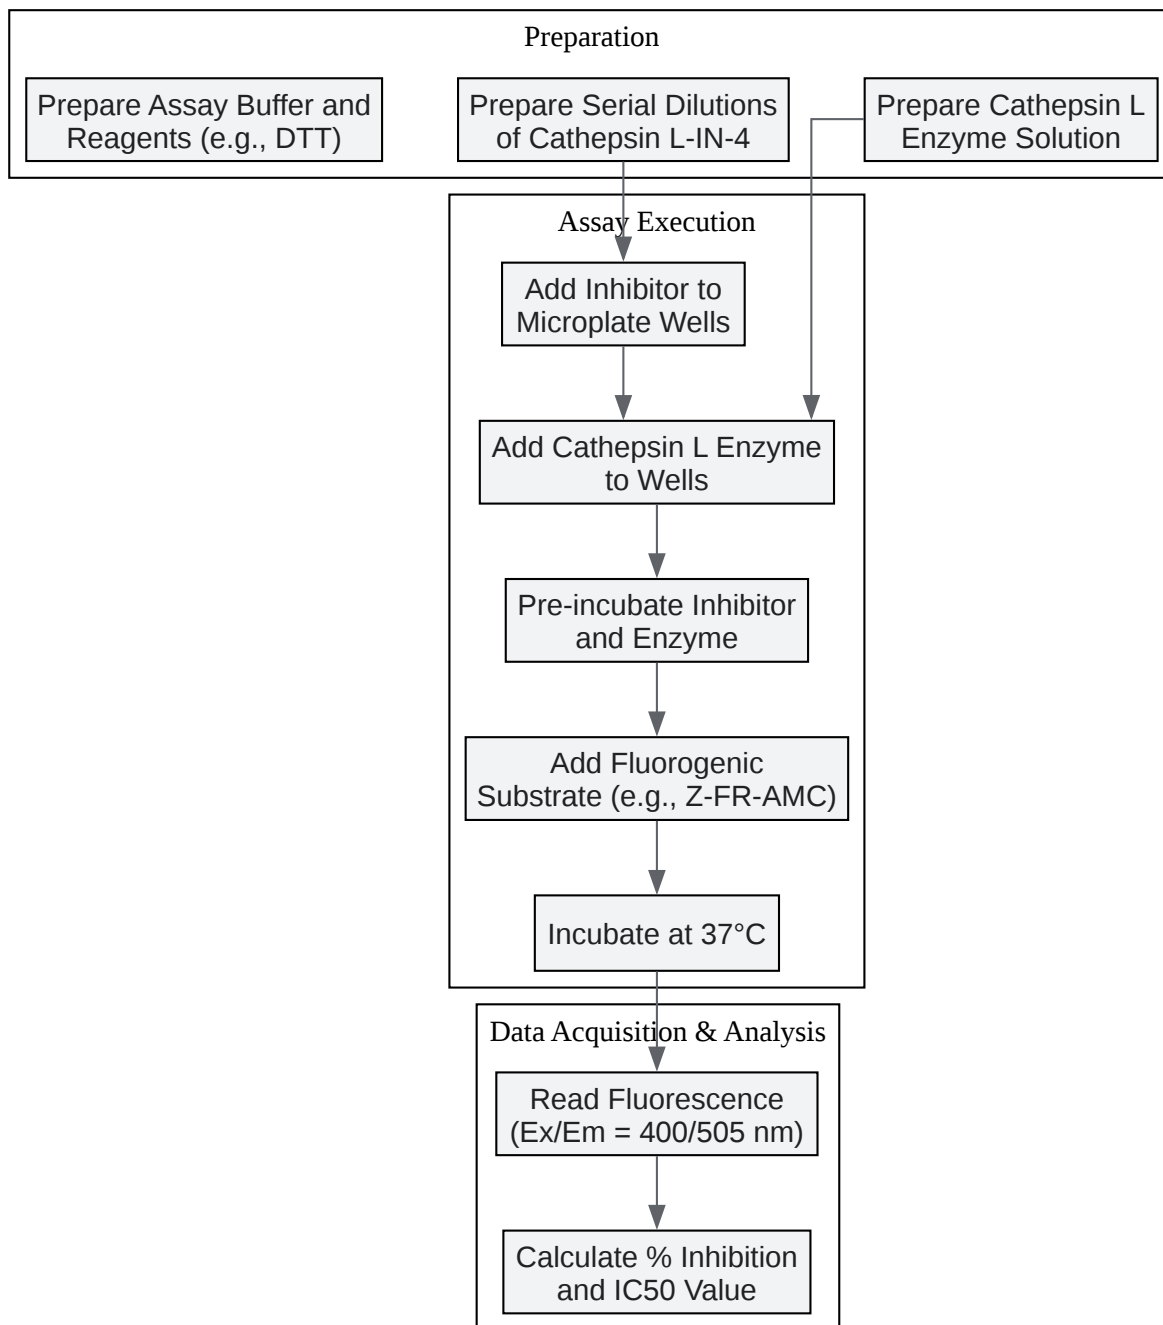 Preparation
Prepare Assay Buffer and
Reagents (e.g., DTT)
Prepare Serial Dilutions
of Cathepsin L-IN-4
Prepare Cathepsin L
Enzyme Solution
Assay Execution
Add Inhibitor to
Microplate Wells
Add Cathepsin L Enzyme
to Wells
Pre-incubate Inhibitor
and Enzyme
Add Fluorogenic
Substrate (e.g., Z-FR-AMC)
Incubate at 37°C
Data Acquisition & Analysis
Read Fluorescence
(Ex/Em = 400/505 nm)
Calculate % Inhibition
and IC50 Value